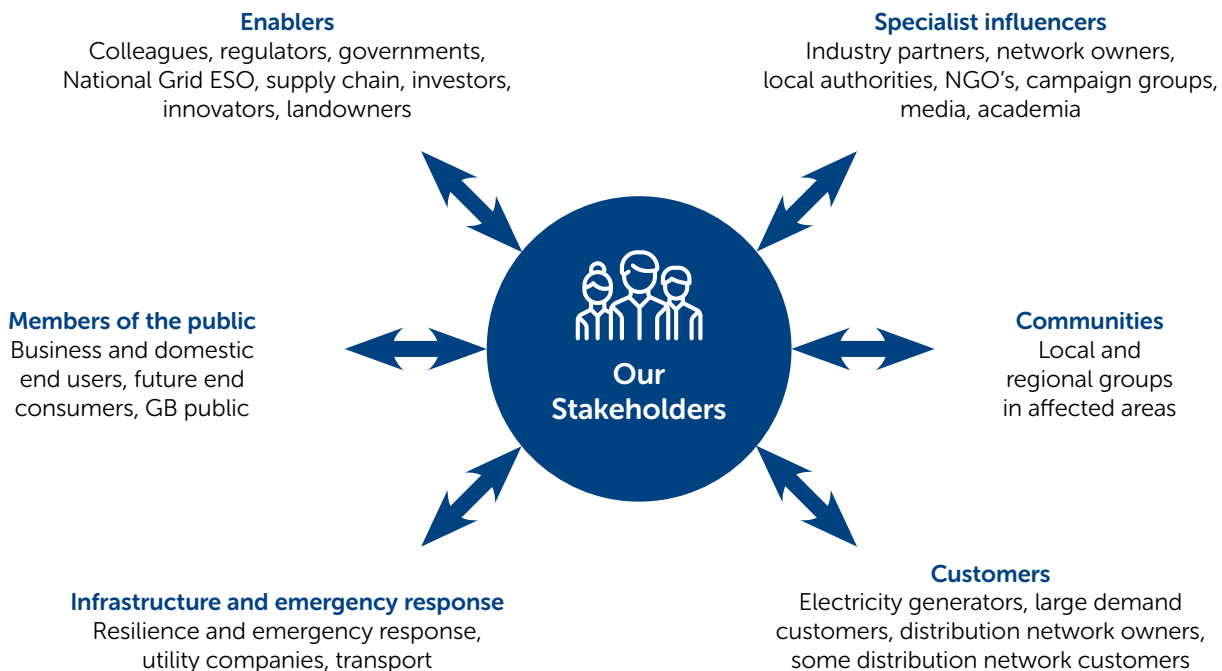 Enablers
Colleagues, regulators, governments,
National Grid ESO, supply chain, investors,
innovators, landowners
Specialist influencers
Industry partners, network owners,
local authorities, NGO's, campaign groups,
media, academia
Members of the public
Business and domestic
end users, future end
consumers, GB public
Our
Stakeholders
Communities
Local and
regional groups
in affected areas
Infrastructure and emergency response
Resilience and emergency response,
utility companies, transport
Customers
Electricity generators, large demand
customers, distribution network owners,
some distribution network customers